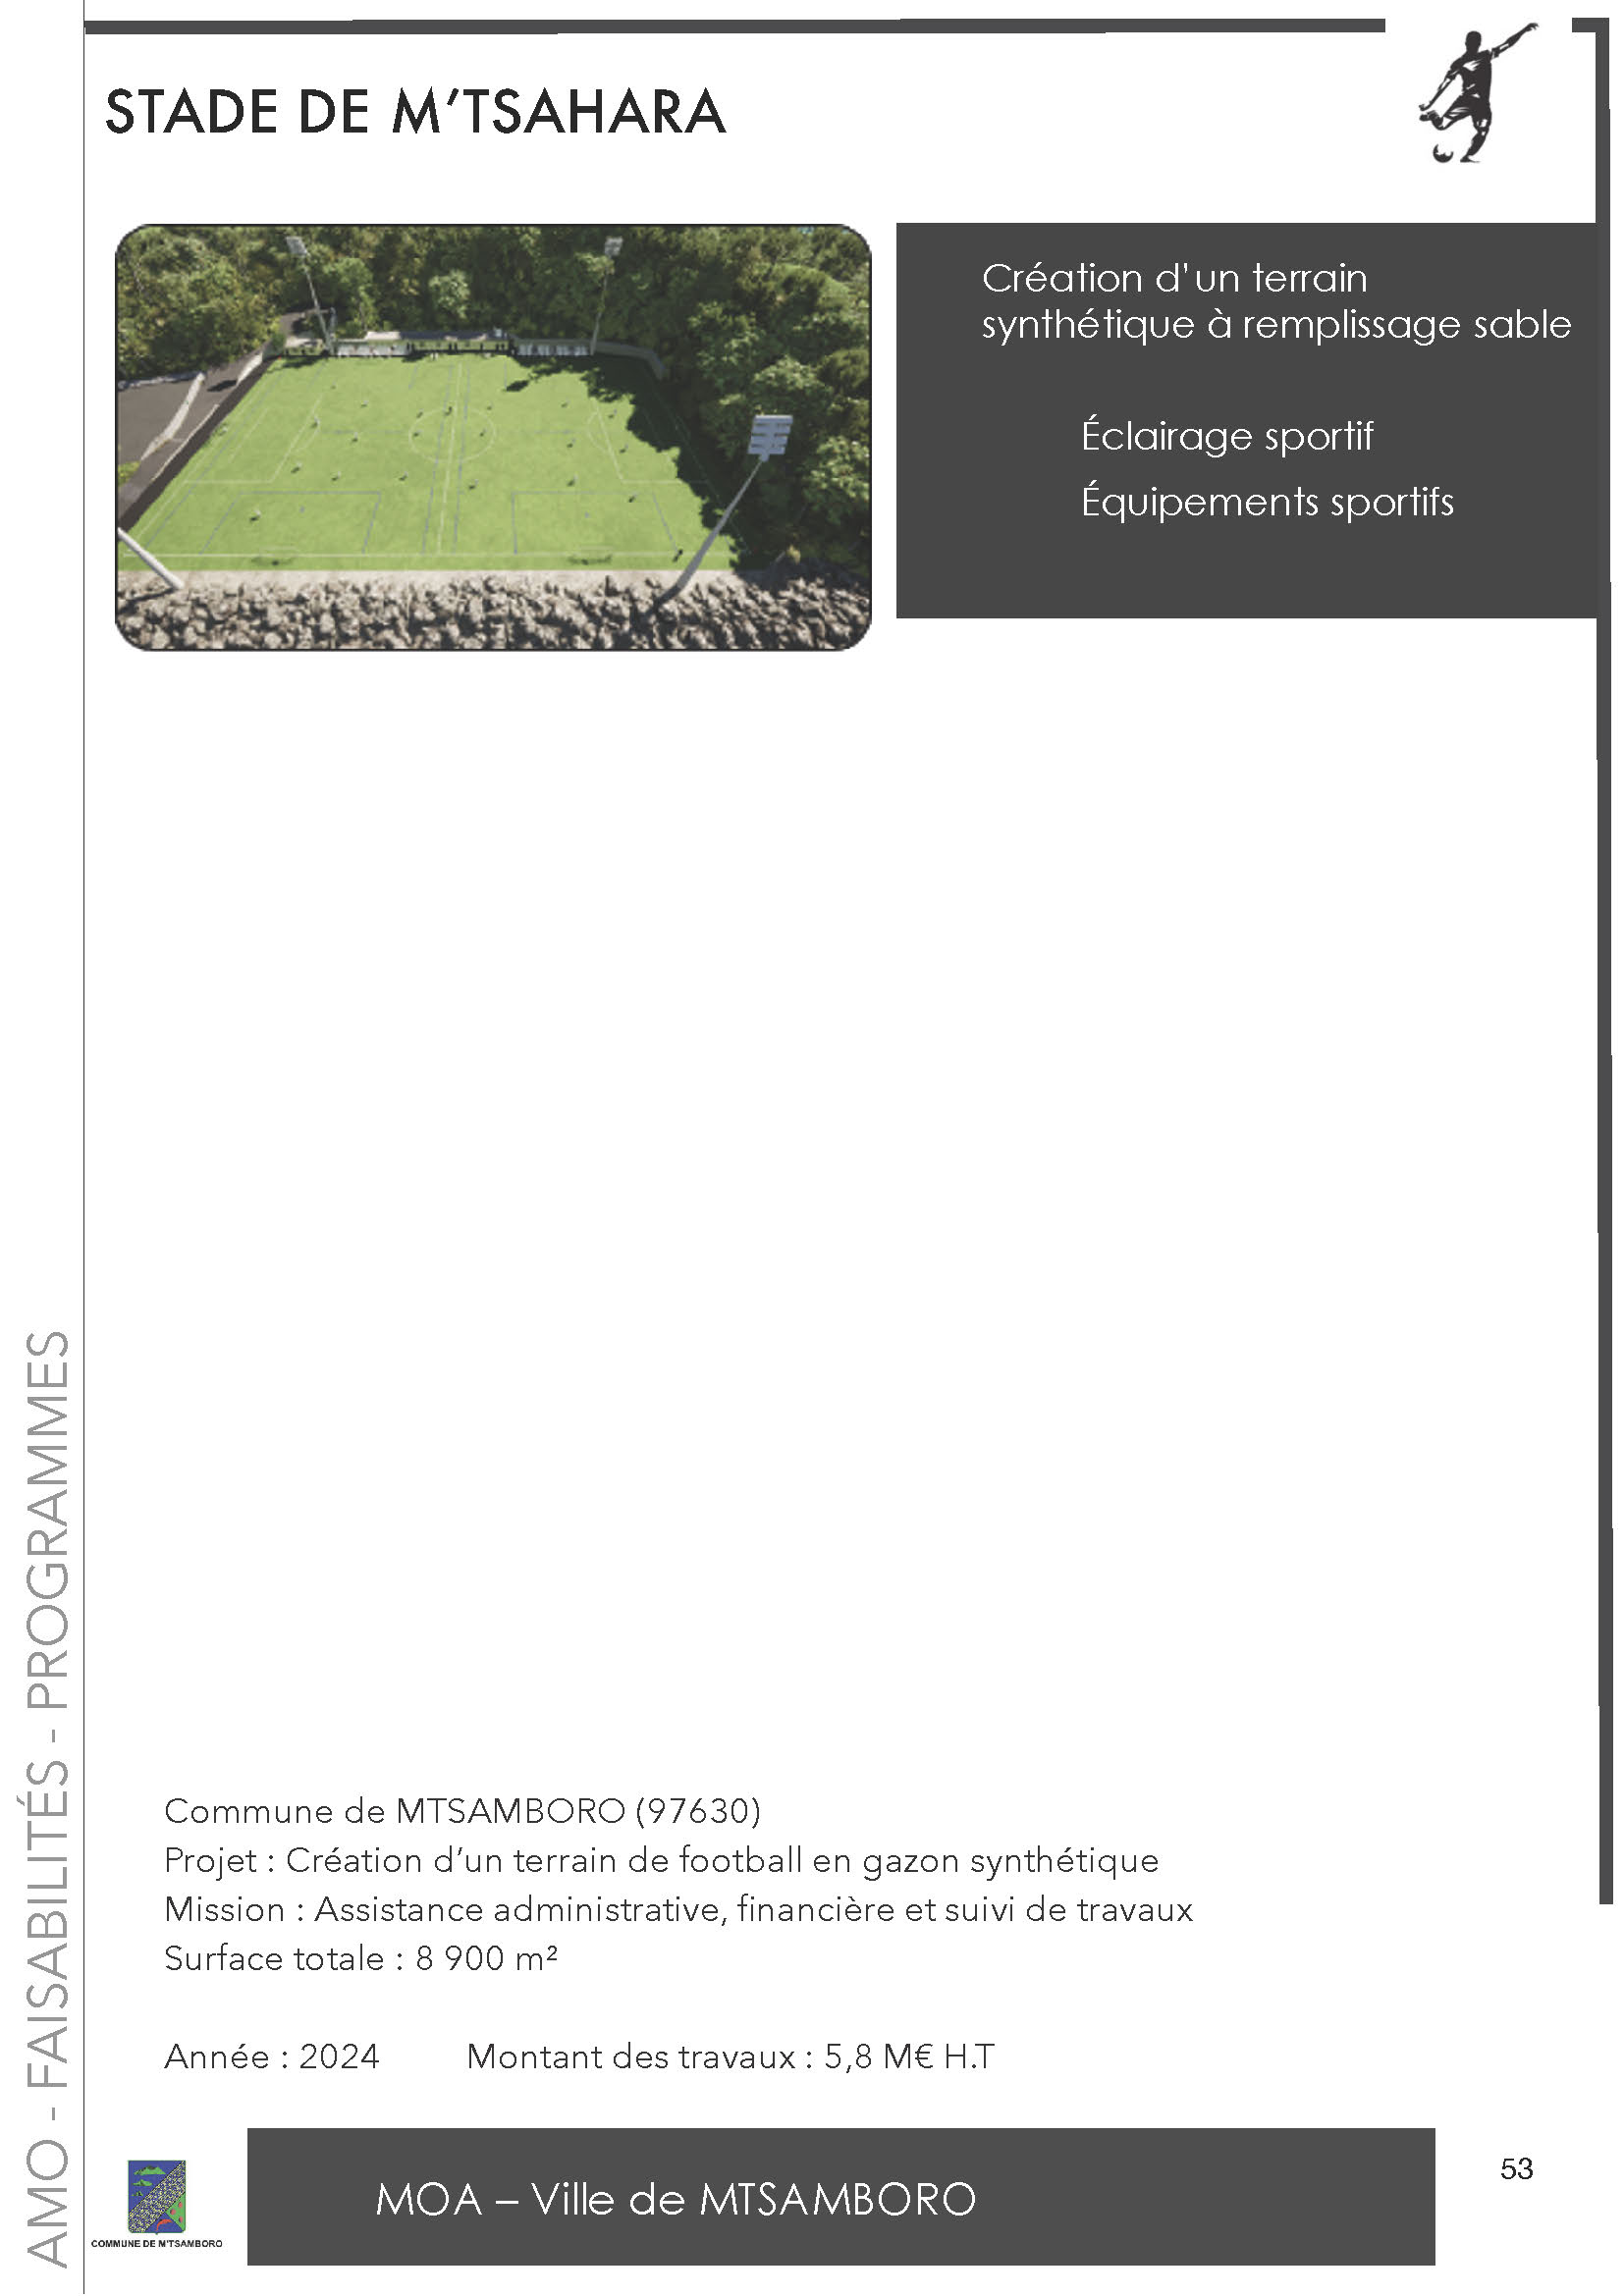 STADE DE M’TSAHARA
Création d’un terrain
synthétique à remplissage sable
Éclairage sportif
Équipements sportifs
AMO - FAISABILITÉS - PROGRAMMES
Commune de MTSAMBORO (97630)
Projet : Création d’un terrain de football en gazon synthétique
Mission : Assistance administrative, financière et suivi de travaux
Surface totale : 8 900 m²
Année : 2024 Montant des travaux : 5,8 M€ H.T
MOA – Ville de MTSAMBORO
COMMUNE DE M'TSAMBORO
53